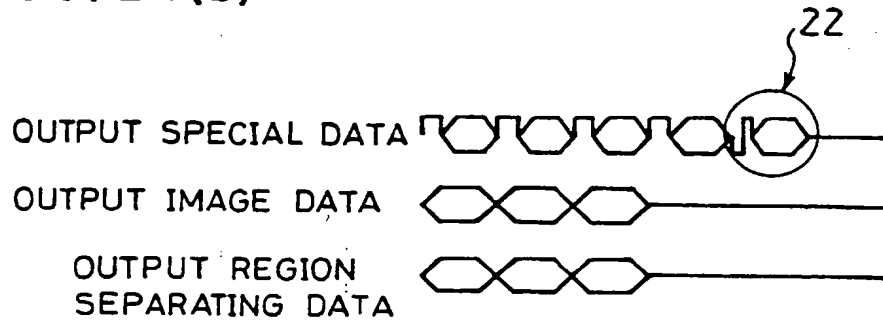 22
OUTPUT SPECIAL DATA
OUTPUT IMAGE DATA
OUTPUT REGION
SEPARATING DATA